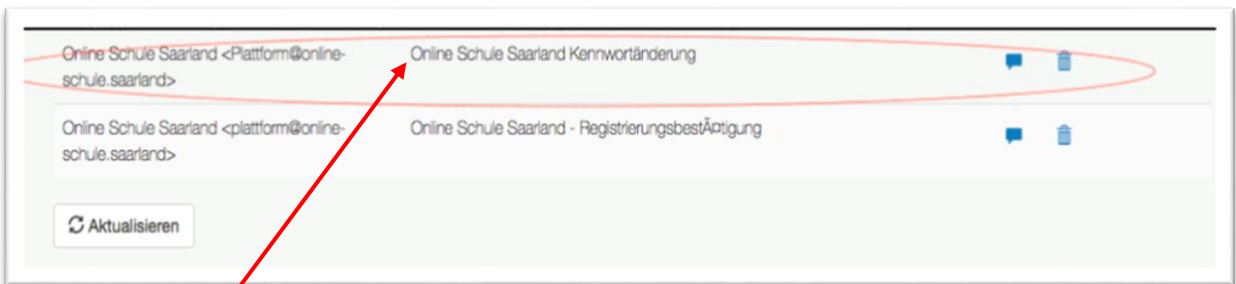 Online Schule Saarland <Plattform@online- Online Schule Saarland Kennwortänderung
schule.saarland>
Online Schule Saarland <plattform@online- Online Schule Saarland - RegistrierungsbestÃ¤tigung
schule.saarland>
Aktualisieren